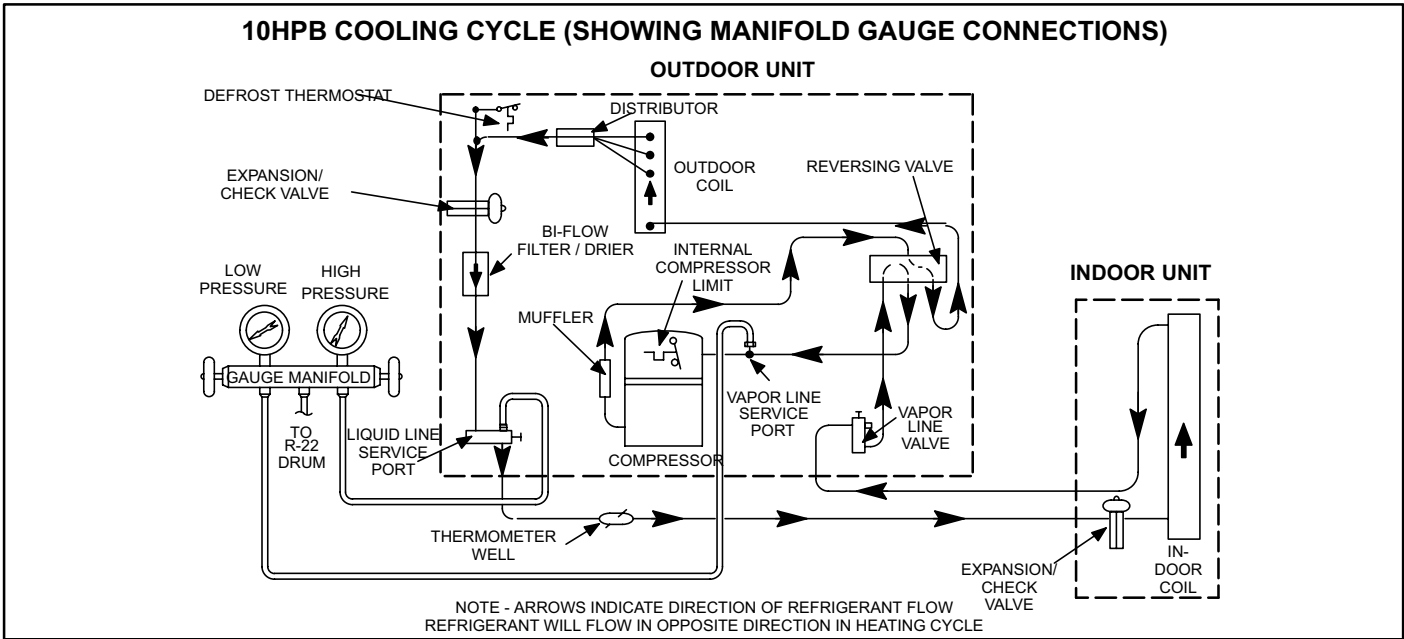 10HPB COOLING CYCLE (SHOWING MANIFOLD GAUGE CONNECTIONS)
OUTDOOR UNIT
DEFROST THERMOSTAT
DISTRIBUTOR
EXPANSION/
CHECK VALVE
OUTDOOR
COIL
REVERSING VALVE
BI-FLOW
FILTER / DRIER
INTERNAL
COMPRESSOR
LIMIT
LOW
PRESSURE
HIGH
PRESSURE
INDOOR UNIT
MUFFLER
GAUGE MANIFOLD
TO
R-22
DRUM
LIQUID LINE
SERVICE
PORT
COMPRESSOR
VAPOR LINE
SERVICE
PORT
VAPOR
LINE
VALVE
THERMOMETER
WELL
EXPANSION/
CHECK
VALVE
IN-
DOOR
COIL
NOTE - ARROWS INDICATE DIRECTION OF REFRIGERANT FLOW
REFRIGERANT WILL FLOW IN OPPOSITE DIRECTION IN HEATING CYCLE